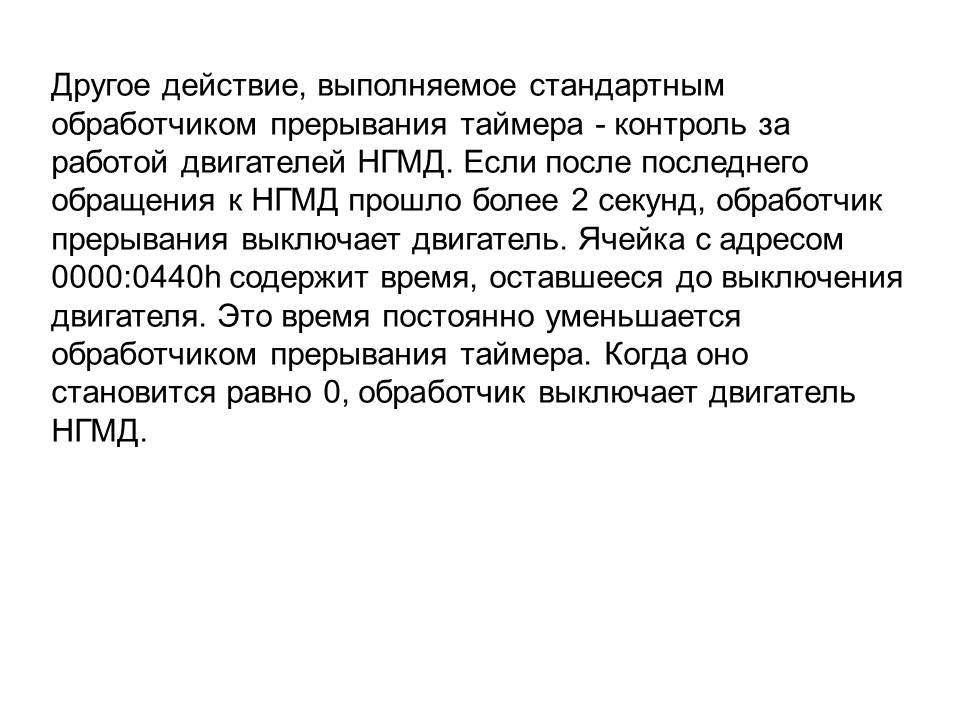 Другое действие, выполняемое стандартным
обработчиком прерывания таймера - контроль за
работой двигателей НГМД. Если после последнего
обращения к НГМД прошло более 2 секунд, обработчик
прерывания выключает двигатель. Ячейка с адресом
0000:0440h содержит время, оставшееся до выключения
двигателя. Это время постоянно уменьшается
обработчиком прерывания таймера. Когда оно
становится равно 0, обработчик выключает двигатель
НГМД.